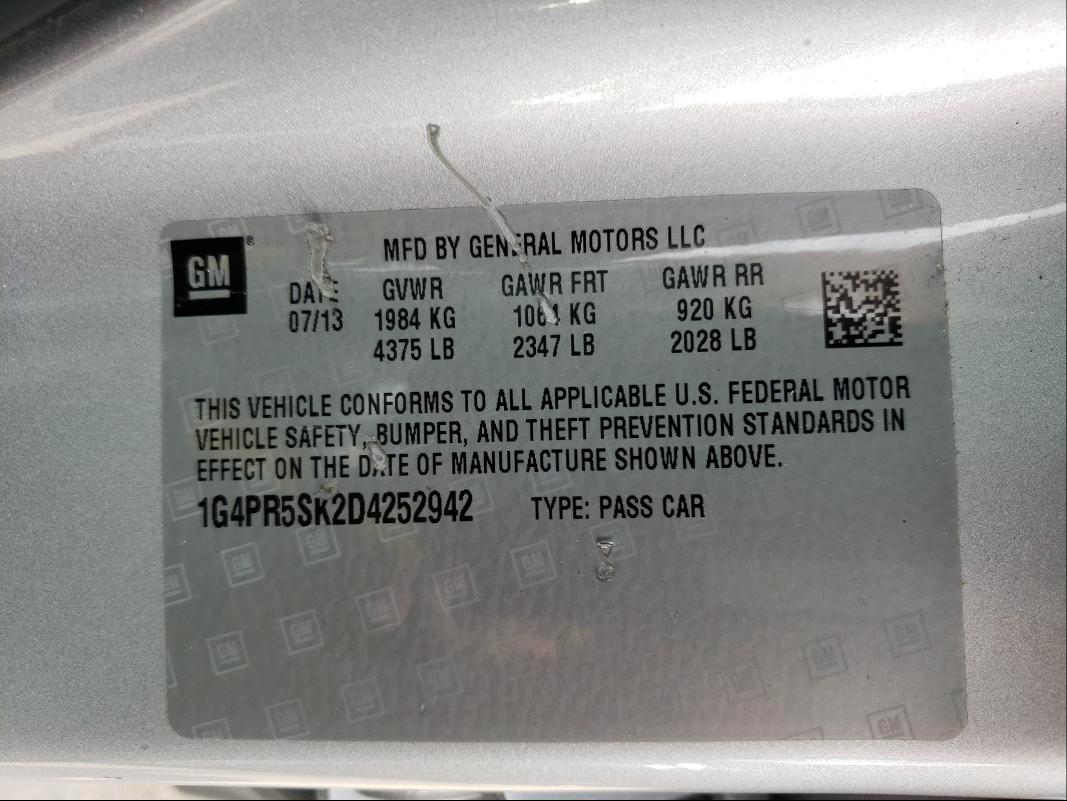 MFD BY GENERAL MOTORS LLC
GM ®
DATE GVWR GAWR FRT GAWR RR
07/13 1984 KG 1064 KG 920 KG
4375 LB 2347 LB 2028 LB
THIS VEHICLE CONFORMS TO ALL APPLICABLE U.S. FEDERAL MOTOR
VEHICLE SAFETY, BUMPER, AND THEFT PREVENTION STANDARDS IN
EFFECT ON THE DATE OF MANUFACTURE SHOWN ABOVE.
1G4PR5SK2D4252942 TYPE: PASS CAR